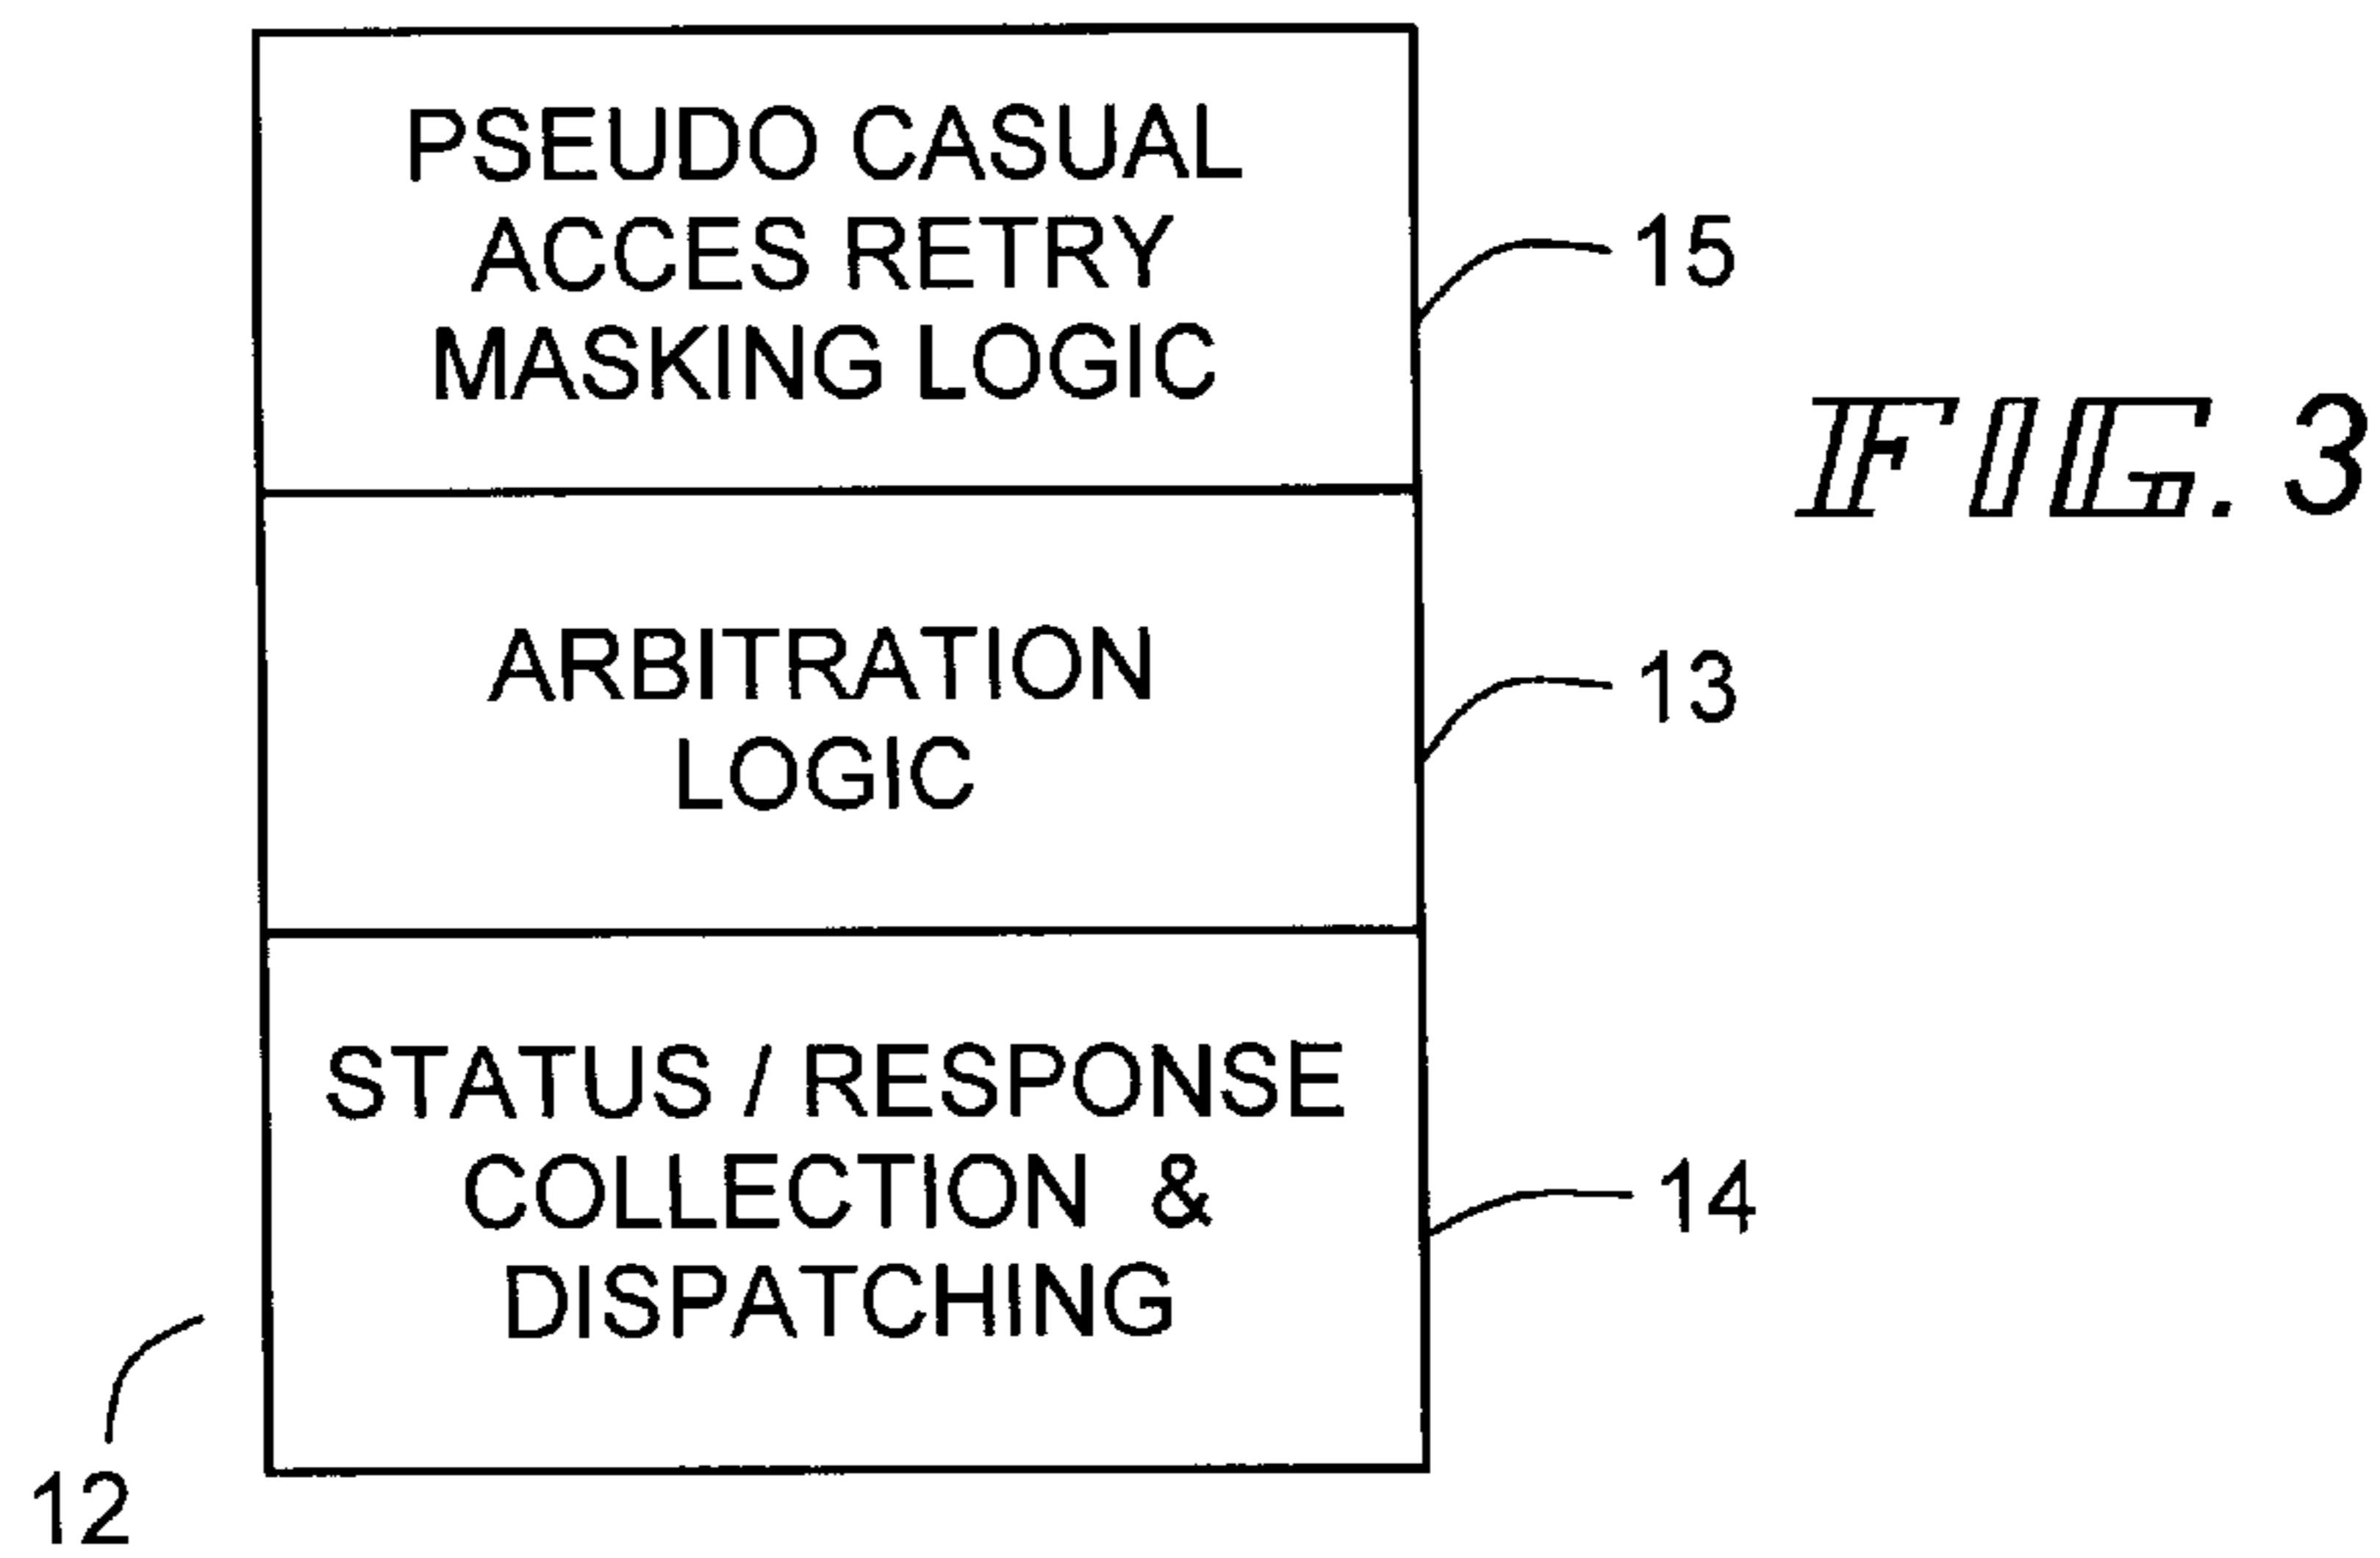 PSEUDO CASUAL
ACCES RETRY
MASKING LOGIC
15
FIG. 3
ARBITRATION
LOGIC
13
STATUS / RESPONSE
COLLECTION &
DISPATCHING
14
12